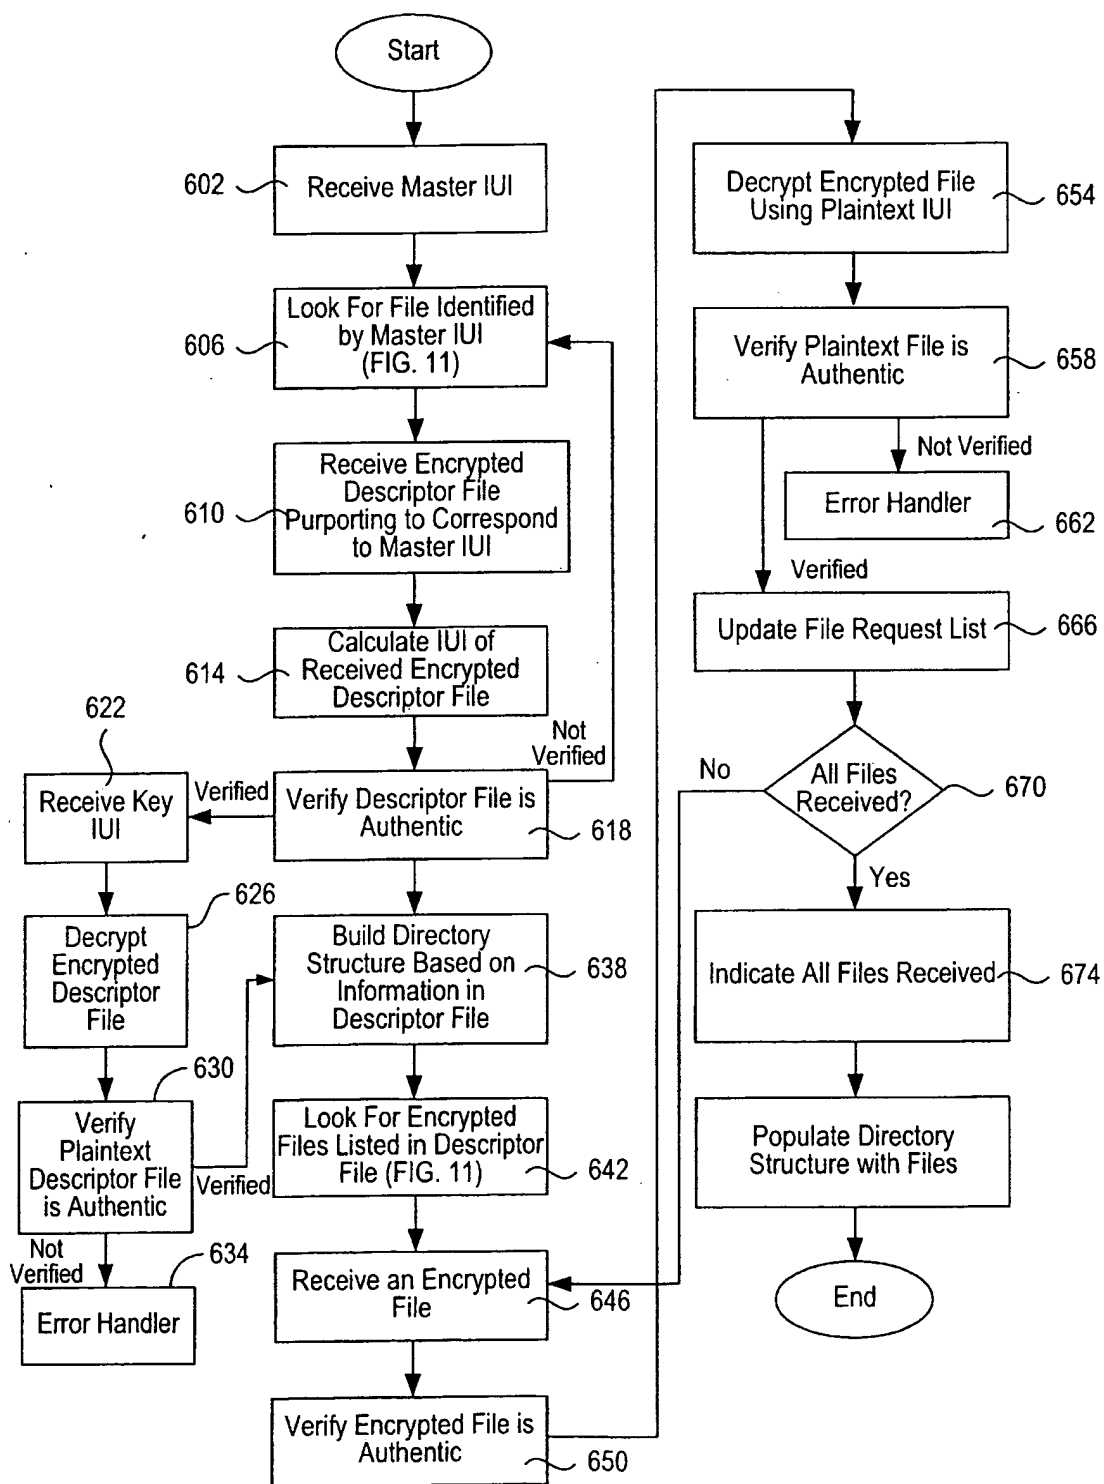 Start
602
Receive Master IUI
606
Look For File Identified
by Master IUI
(FIG. 11)
610
Receive Encrypted
Descriptor File
Purporting to Correspond
to Master IUI
614
Calculate IUI of
Received Encrypted
Descriptor File
Not
Verified
618
Verify Descriptor File is
Authentic
Verified
622
Receive Key
IUI
626
Decrypt
Encrypted
Descriptor
File
630
Verify
Plaintext
Descriptor File
is Authentic
Verified
Not
Verified
634
Error Handler
Build Directory
Structure Based on
Information in
Descriptor File
638
Look For Encrypted
Files Listed in Descriptor
File (FIG. 11)
642
Receive an Encrypted
File
646
Verify Encrypted File is
Authentic
650
Decrypt Encrypted File
Using Plaintext IUI
654
Verify Plaintext File is
Authentic
658
Not Verified
Error Handler
662
Verified
Update File Request List
666
No
All Files
Received?
670
Yes
Indicate All Files Received
674
Populate Directory
Structure with Files
End